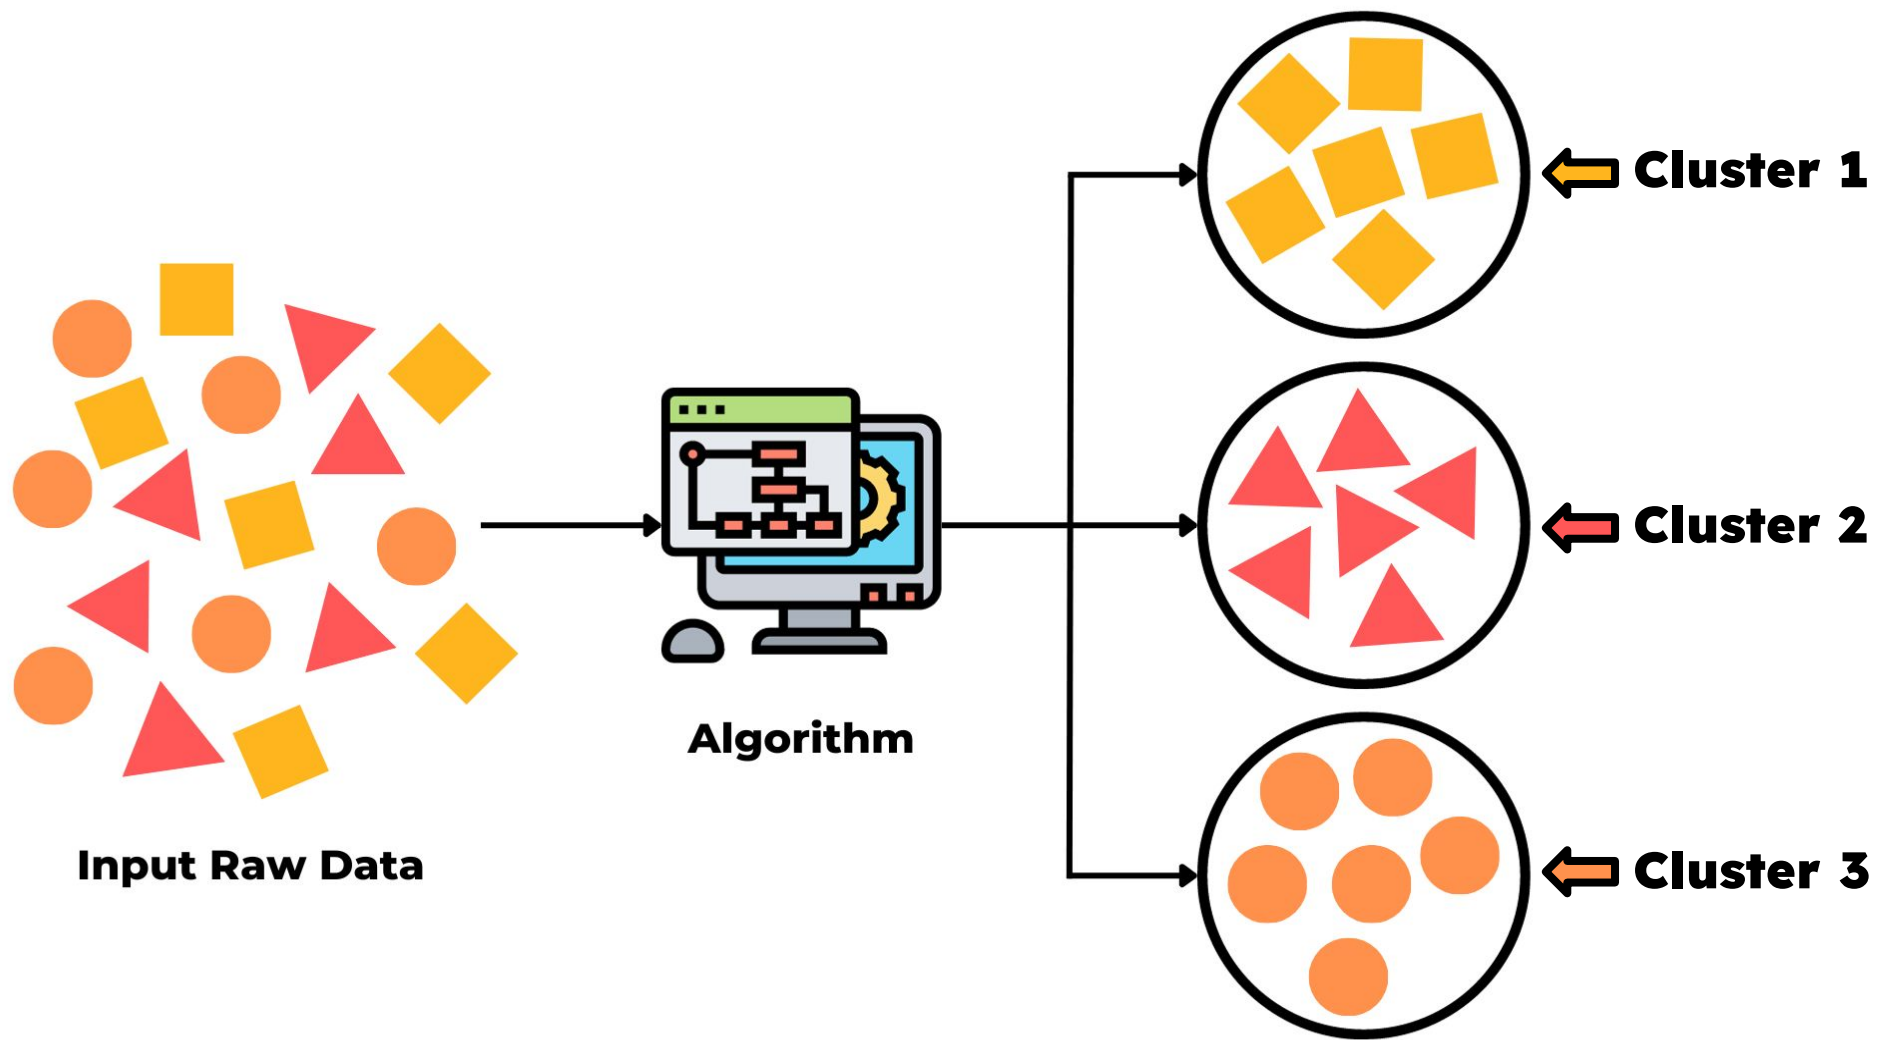 Input Raw Data
Algorithm
Cluster 1
Cluster 2
Cluster 3